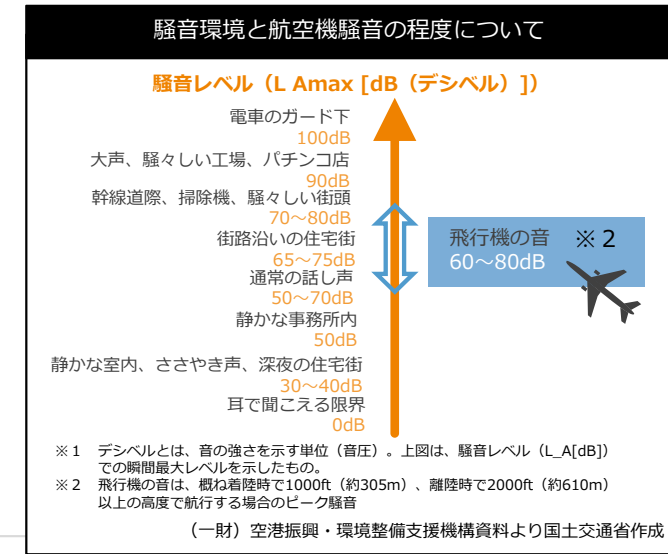 騒音環境と航空機騒音の程度について
騒音レベル（L Amax [dB（デシベル）]）
電車のガード下
100dB
大声、騒々しい工場、パチンコ店
90dB
幹線道際、掃除機、騒々しい街頭
70～80dB
街路沿いの住宅街
65～75dB
通常の話し声
50～70dB
静かな事務所内
50dB
静かな室内、ささやき声、深夜の住宅街
30～40dB
耳で聞こえる限界
0dB
飛行機の音　※２
60～80dB
※１　デシベルとは、音の強さを示す単位（音圧）。上図は、騒音レベル（L_A[dB]）
での瞬間最大レベルを示したもの。
※２　飛行機の音は、概ね着陸時で1000ft（約305m）、離陸時で2000ft（約610m）
以上の高度で航行する場合のピーク騒音
（一財）空港振興・環境整備支援機構資料より国土交通省作成